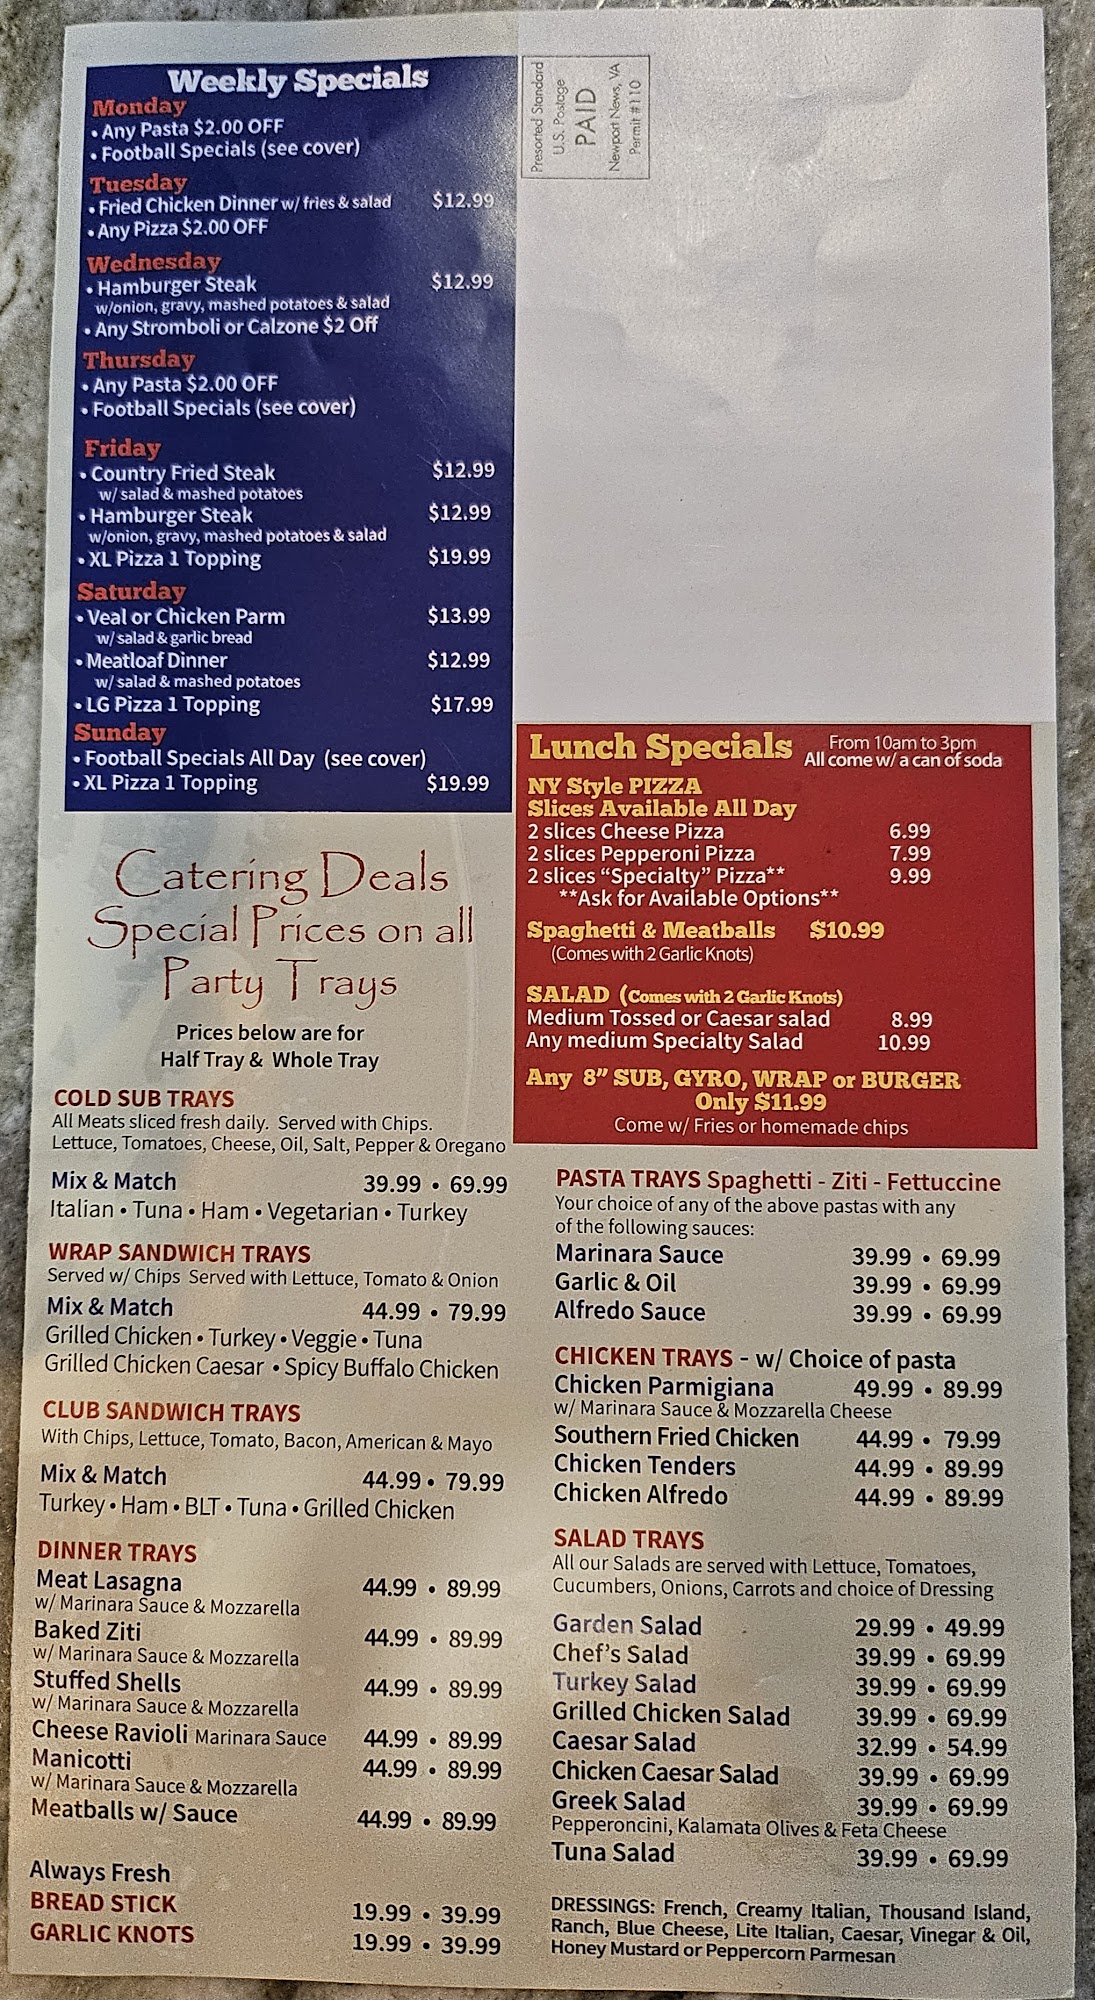 Weekly Specials
Monday
• Any Pasta $2.00 OFF
• Football Specials (see cover)
Tuesday
• Fried Chicken Dinner w/ fries & salad $12.99
• Any Pizza $2.00 OFF
Wednesday
• Hamburger Steak $12.99
w/onion, gravy, mashed potatoes & salad
• Any Stromboli or Calzone $2 Off
Thursday
• Any Pasta $2.00 OFF
• Football Specials (see cover)
Friday
• Country Fried Steak $12.99
w/ salad & mashed potatoes
• Hamburger Steak $12.99
w/onion, gravy, mashed potatoes & salad
• XL Pizza 1 Topping $19.99
Saturday
• Veal or Chicken Parm $13.99
w/ salad & garlic bread
• Meatloaf Dinner $12.99
w/ salad & mashed potatoes
• LG Pizza 1 Topping $17.99
Sunday
• Football Specials All Day (see cover)
• XL Pizza 1 Topping $19.99
Presorted Standard
U.S. Postage
PAID
Newport News, VA
Permit #110
Lunch Specials From 10am to 3pm
All come w/ a can of soda
NY Style PIZZA
Slices Available All Day
2 slices Cheese Pizza 6.99
2 slices Pepperoni Pizza 7.99
2 slices “Specialty” Pizza** 9.99
**Ask for Available Options**
Spaghetti & Meatballs $10.99
(Comes with 2 Garlic Knots)
SALAD (Comes with 2 Garlic Knots)
Medium Tossed or Caesar salad 8.99
Any medium Specialty Salad 10.99
Any 8” SUB, GYRO, WRAP or BURGER
Only $11.99
Come w/ Fries or homemade chips
Catering Deals
Special Prices on all
Party Trays
Prices below are for
Half Tray & Whole Tray
COLD SUB TRAYS
All Meats sliced fresh daily. Served with Chips.
Lettuce, Tomatoes, Cheese, Oil, Salt, Pepper & Oregano
Mix & Match 39.99 • 69.99
Italian • Tuna • Ham • Vegetarian • Turkey
WRAP SANDWICH TRAYS
Served w/ Chips Served with Lettuce, Tomato & Onion
Mix & Match 44.99 • 79.99
Grilled Chicken • Turkey • Veggie • Tuna
Grilled Chicken Caesar • Spicy Buffalo Chicken
CLUB SANDWICH TRAYS
With Chips, Lettuce, Tomato, Bacon, American & Mayo
Mix & Match 44.99 • 79.99
Turkey • Ham • BLT • Tuna • Grilled Chicken
DINNER TRAYS
Meat Lasagna 44.99 • 89.99
w/ Marinara Sauce & Mozzarella
Baked Ziti 44.99 • 89.99
w/ Marinara Sauce & Mozzarella
Stuffed Shells 44.99 • 89.99
w/ Marinara Sauce & Mozzarella
Cheese Ravioli Marinara Sauce 44.99 • 89.99
Manicotti 44.99 • 89.99
w/ Marinara Sauce & Mozzarella
Meatballs w/ Sauce 44.99 • 89.99
Always Fresh
BREAD STICK 19.99 • 39.99
GARLIC KNOTS 19.99 • 39.99
PASTA TRAYS Spaghetti - Ziti - Fettuccine
Your choice of any of the above pastas with any
of the following sauces:
Marinara Sauce 39.99 • 69.99
Garlic & Oil 39.99 • 69.99
Alfredo Sauce 39.99 • 69.99
CHICKEN TRAYS - w/ Choice of pasta
Chicken Parmigiana 49.99 • 89.99
w/ Marinara Sauce & Mozzarella Cheese
Southern Fried Chicken 44.99 • 79.99
Chicken Tenders 44.99 • 89.99
Chicken Alfredo 44.99 • 89.99
SALAD TRAYS
All our Salads are served with Lettuce, Tomatoes,
Cucumbers, Onions, Carrots and choice of Dressing
Garden Salad 29.99 • 49.99
Chef's Salad 39.99 • 69.99
Turkey Salad 39.99 • 69.99
Grilled Chicken Salad 39.99 • 69.99
Caesar Salad 32.99 • 54.99
Chicken Caesar Salad 39.99 • 69.99
Greek Salad 39.99 • 69.99
Pepperoncini, Kalamata Olives & Feta Cheese
Tuna Salad 39.99 • 69.99
DRESSINGS: French, Creamy Italian, Thousand Island,
Ranch, Blue Cheese, Lite Italian, Caesar, Vinegar & Oil,
Honey Mustard or Peppercorn Parmesan